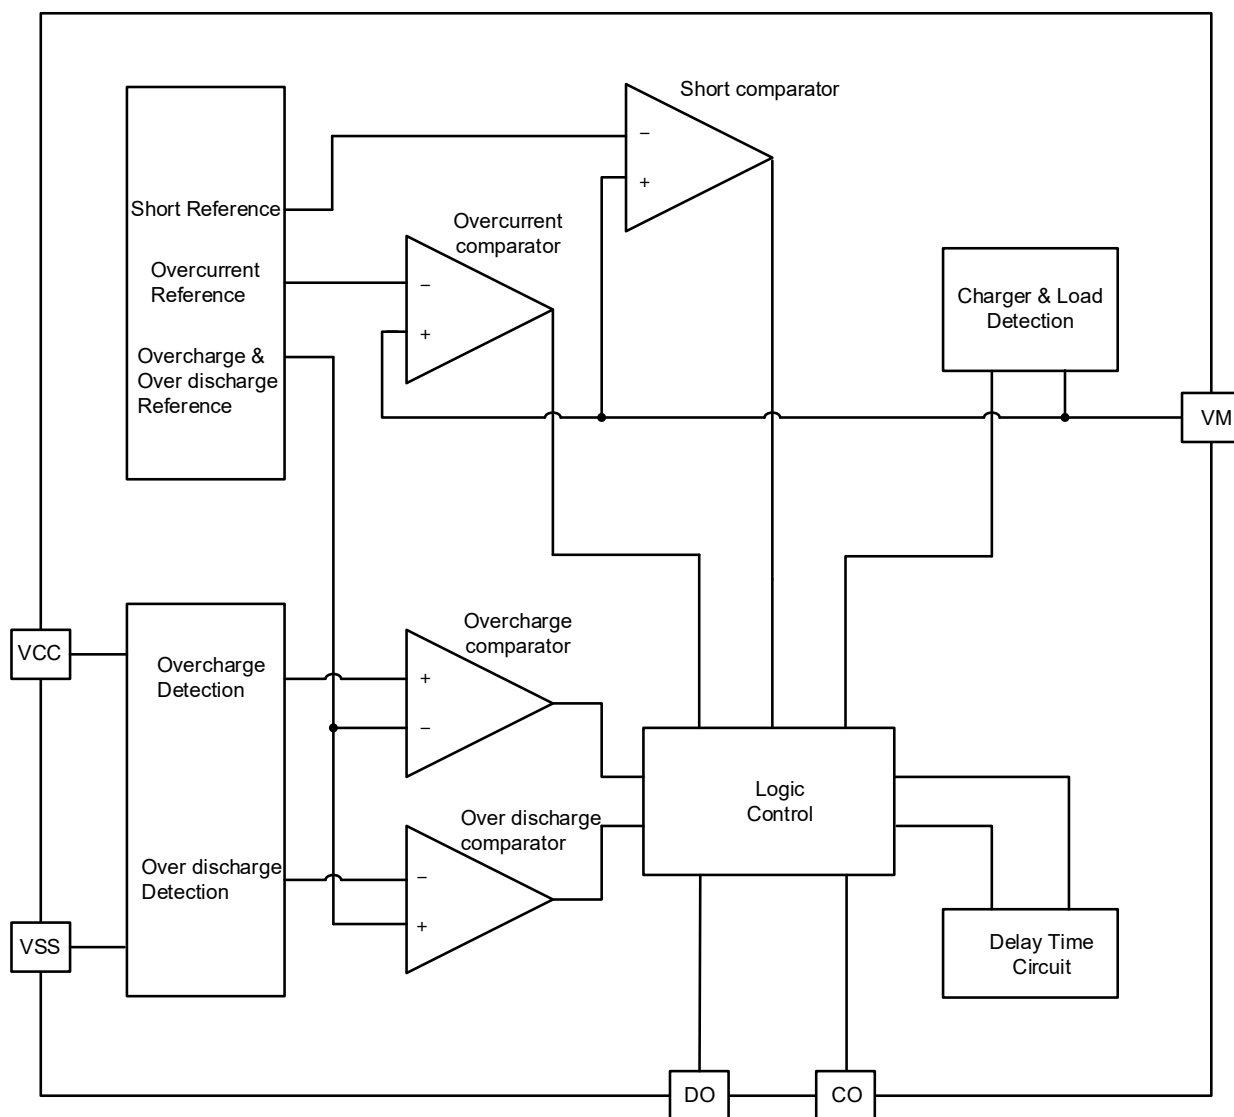 Short comparator
−
+
Short Reference
Overcurrent
comparator
Overcurrent
Reference
−
+
Overcharge &
Over discharge
Reference
Charger & Load
Detection
VM
VCC
Overcharge
Detection
Overcharge
comparator
+
−
Logic
Control
Over discharge
comparator
Over discharge
Detection
−
+
VSS
Delay Time
Circuit
DO
CO